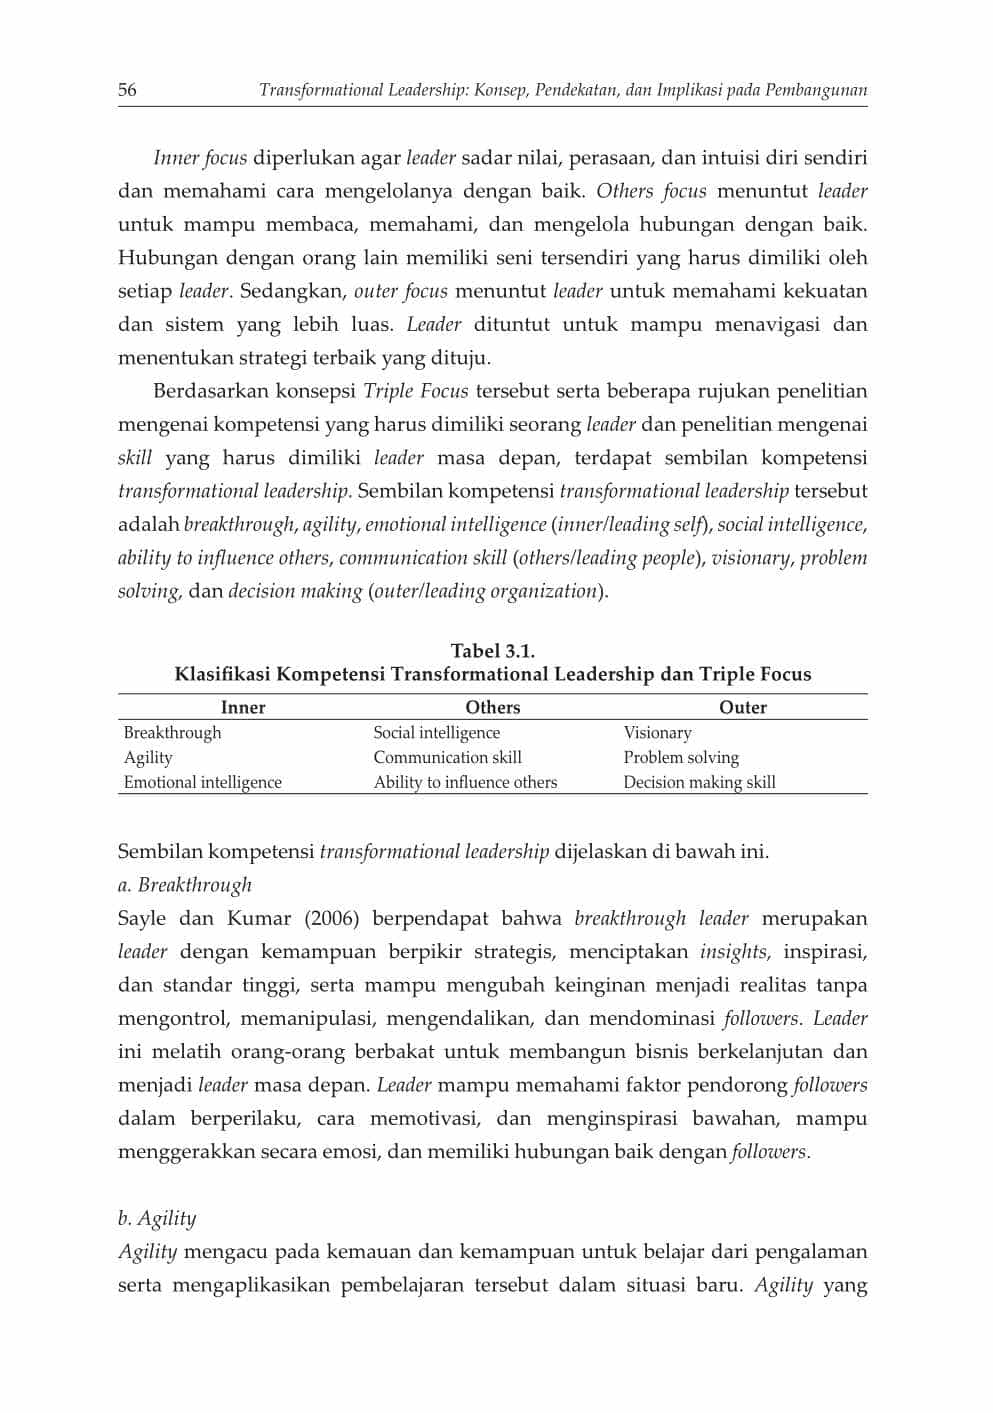 56 Transformational Leadership: Konsep, Pendekatan, dan Implikasi pada Pembangunan
Inner focus diperlukan agar leader sadar nilai, perasaan, dan intuisi diri sendiri
dan memahami cara mengelolanya dengan baik. Others focus menuntut leader
untuk mampu membaca, memahami, dan mengelola hubungan dengan baik.
Hubungan dengan orang lain memiliki seni tersendiri yang harus dimiliki oleh
setiap leader. Sedangkan, outer focus menuntut leader untuk memahami kekuatan
dan sistem yang lebih luas. Leader dituntut untuk mampu menavigasi dan
menentukan strategi terbaik yang dituju.
Berdasarkan konsepsi Triple Focus tersebut serta beberapa rujukan penelitian
mengenai kompetensi yang harus dimiliki seorang leader dan penelitian mengenai
skill yang harus dimiliki leader masa depan, terdapat sembilan kompetensi
transformational leadership. Sembilan kompetensi transformational leadership tersebut
adalah breakthrough, agility, emotional intelligence (inner/leading self), social intelligence,
ability to influence others, communication skill (others/leading people), visionary, problem
solving, dan decision making (outer/leading organization).
Tabel 3.1.
Klasifikasi Kompetensi Transformational Leadership dan Triple Focus
Inner Others Outer
Breakthrough Social intelligence Visionary
Agility Communication skill Problem solving
Emotional intelligence Ability to influence others Decision making skill
Sembilan kompetensi transformational leadership dijelaskan di bawah ini.
a. Breakthrough
Sayle dan Kumar (2006) berpendapat bahwa breakthrough leader merupakan
leader dengan kemampuan berpikir strategis, menciptakan insights, inspirasi,
dan standar tinggi, serta mampu mengubah keinginan menjadi realitas tanpa
mengontrol, memanipulasi, mengendalikan, dan mendominasi followers. Leader
ini melatih orang-orang berbakat untuk membangun bisnis berkelanjutan dan
menjadi leader masa depan. Leader mampu memahami faktor pendorong followers
dalam berperilaku, cara memotivasi, dan menginspirasi bawahan, mampu
menggerakkan secara emosi, dan memiliki hubungan baik dengan followers.
b. Agility
Agility mengacu pada kemauan dan kemampuan untuk belajar dari pengalaman
serta mengaplikasikan pembelajaran tersebut dalam situasi baru. Agility yang